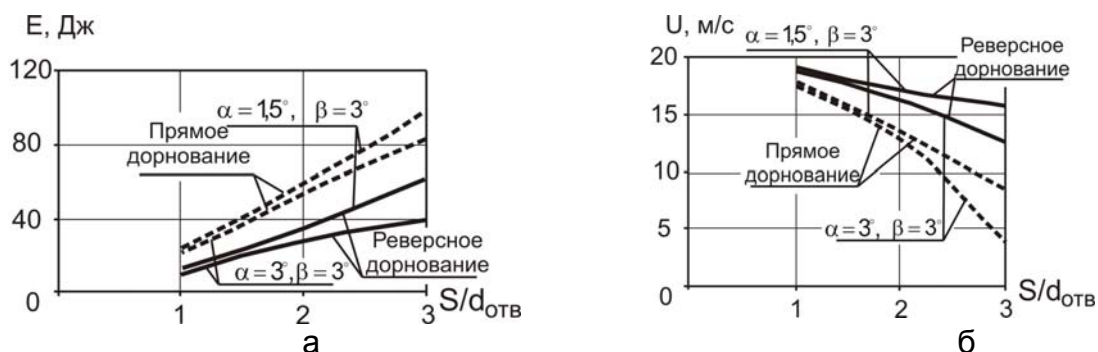 E, Дж
120
80
40
0
α = 1,5°, β = 3°
Прямое
дорнование
Реверсное
дорнование
α = 3°, β = 3°
1
2
3
S/dотв
а
U, м/с
20
15
10
5
0
α = 1,5°, β = 3°
Реверсное
дорнование
Прямое
дорнование
α = 3°, β = 3°
1
2
3
S/dотв
б